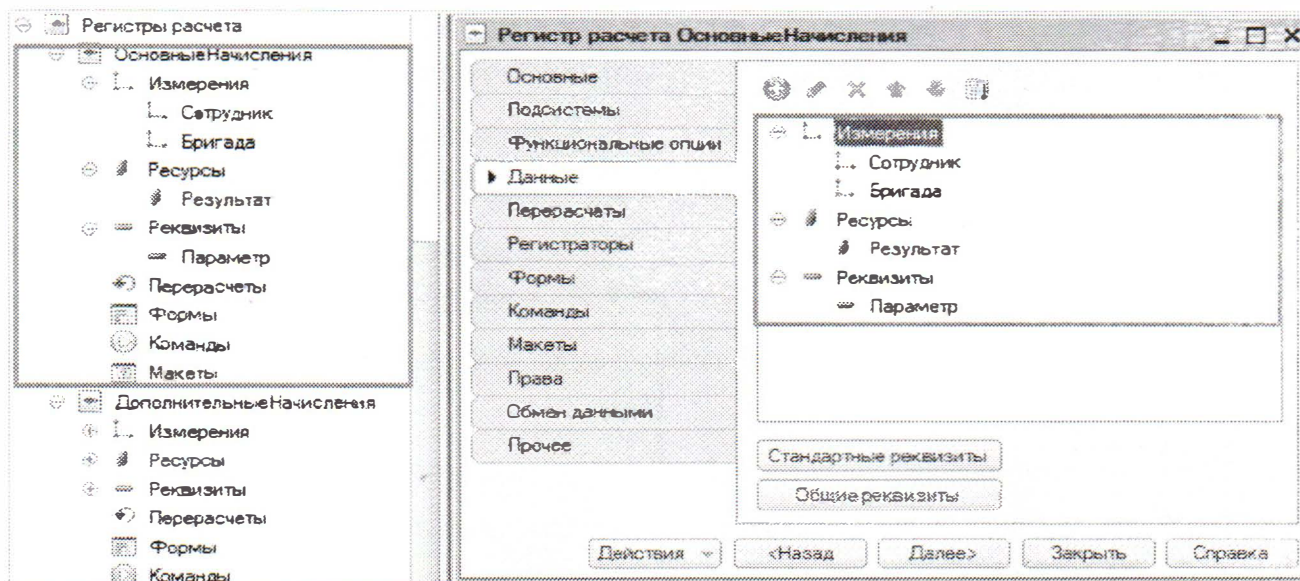 Регистры расчета
ОсновныеНачисления
Измерения
Сотрудник
Бригада
Ресурсы
Результат
Реквизиты
Параметр
Перерасчеты
Формы
Команды
Макеты
ДополнительныеНачисления
Измерения
Ресурсы
Реквизиты
Перерасчеты
Формы
Команды
Регистр расчета ОсновныеНачисления
Основные
Подсистемы
Функциональные опции
Данные
Перерасчеты
Регистраторы
Формы
Команды
Макеты
Права
Обмен данными
Прочее
Измерения
Сотрудник
Бригада
Ресурсы
Результат
Реквизиты
Параметр
Стандартные реквизиты
Общие реквизиты
Действия
<Назад
Далее>
Закрыть
Справка